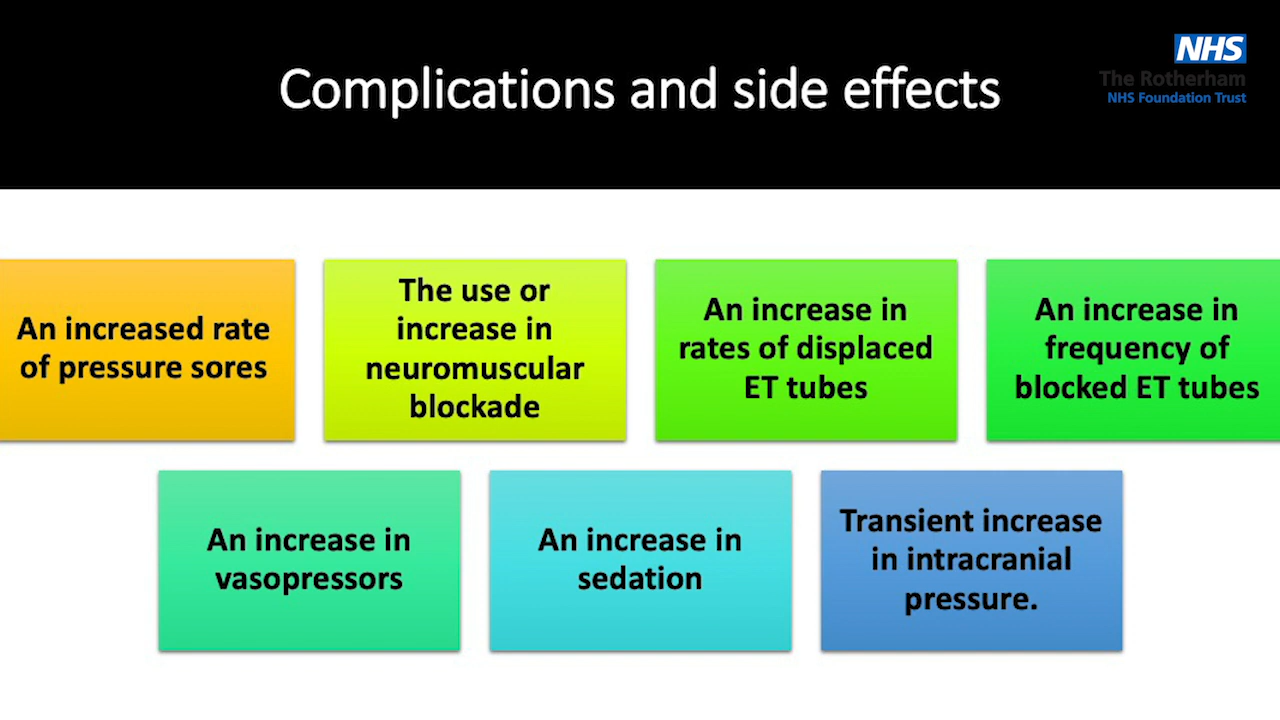 Complications and side effects
NHS
The Rotherham
NHS Foundation Trust
An increased rate
of pressure sores
The use or
increase in
neuromuscular
blockade
An increase in
rates of displaced
ET tubes
An increase in
frequency of
blocked ET tubes
An increase in
vasopressors
An increase in
sedation
Transient increase
in intracranial
pressure.